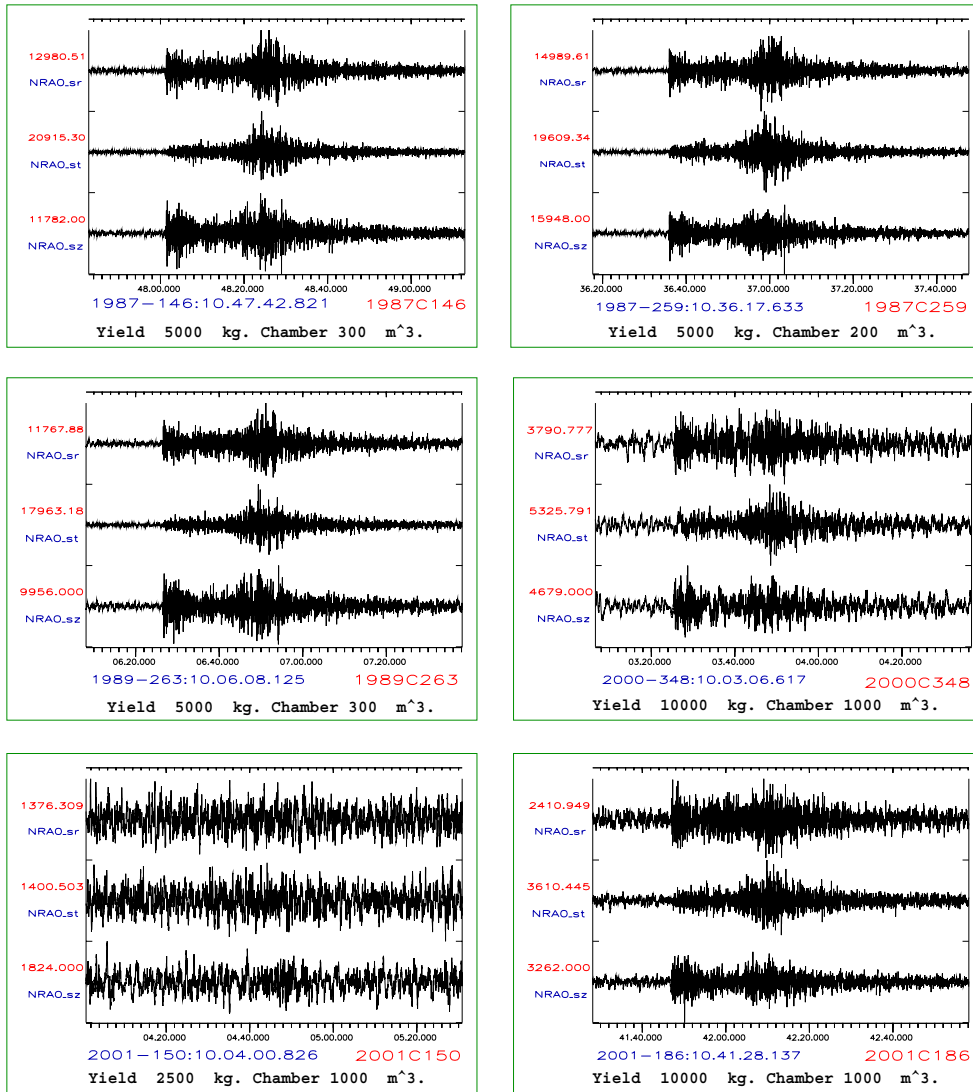 12980.51
NRAO_sr
20915.30
NRAO_st
11782.00
NRAO_sz
48.00.000 48.20.000 48.40.000 49.00.000
1987-146:10.47.42.821 1987C146
Yield 5000 kg. Chamber 300 m^3.
14989.61
NRAO_sr
19609.34
NRAO_st
15948.00
NRAO_sz
36.20.000 36.40.000 37.00.000 37.20.000 37.40.000
1987-259:10.36.17.633 1987C259
Yield 5000 kg. Chamber 200 m^3.
11767.88
NRAO_sr
17963.18
NRAO_st
9956.000
NRAO_sz
06.20.000 06.40.000 07.00.000 07.20.000
1989-263:10.06.08.125 1989C263
Yield 5000 kg. Chamber 300 m^3.
3790.777
NRAO_sr
5325.791
NRAO_st
4679.000
NRAO_sz
03.20.000 03.40.000 04.00.000 04.20.000
2000-348:10.03.06.617 2000C348
Yield 10000 kg. Chamber 1000 m^3.
1376.309
NRAO_sr
1400.503
NRAO_st
1824.000
NRAO_sz
04.20.000 04.40.000 05.00.000 05.20.000
2001-150:10.04.00.826 2001C150
Yield 2500 kg. Chamber 1000 m^3.
2410.949
NRAO_sr
3610.445
NRAO_st
3262.000
NRAO_sz
41.40.000 42.00.000 42.20.000 42.40.000
2001-186:10.41.28.137 2001C186
Yield 10000 kg. Chamber 1000 m^3.